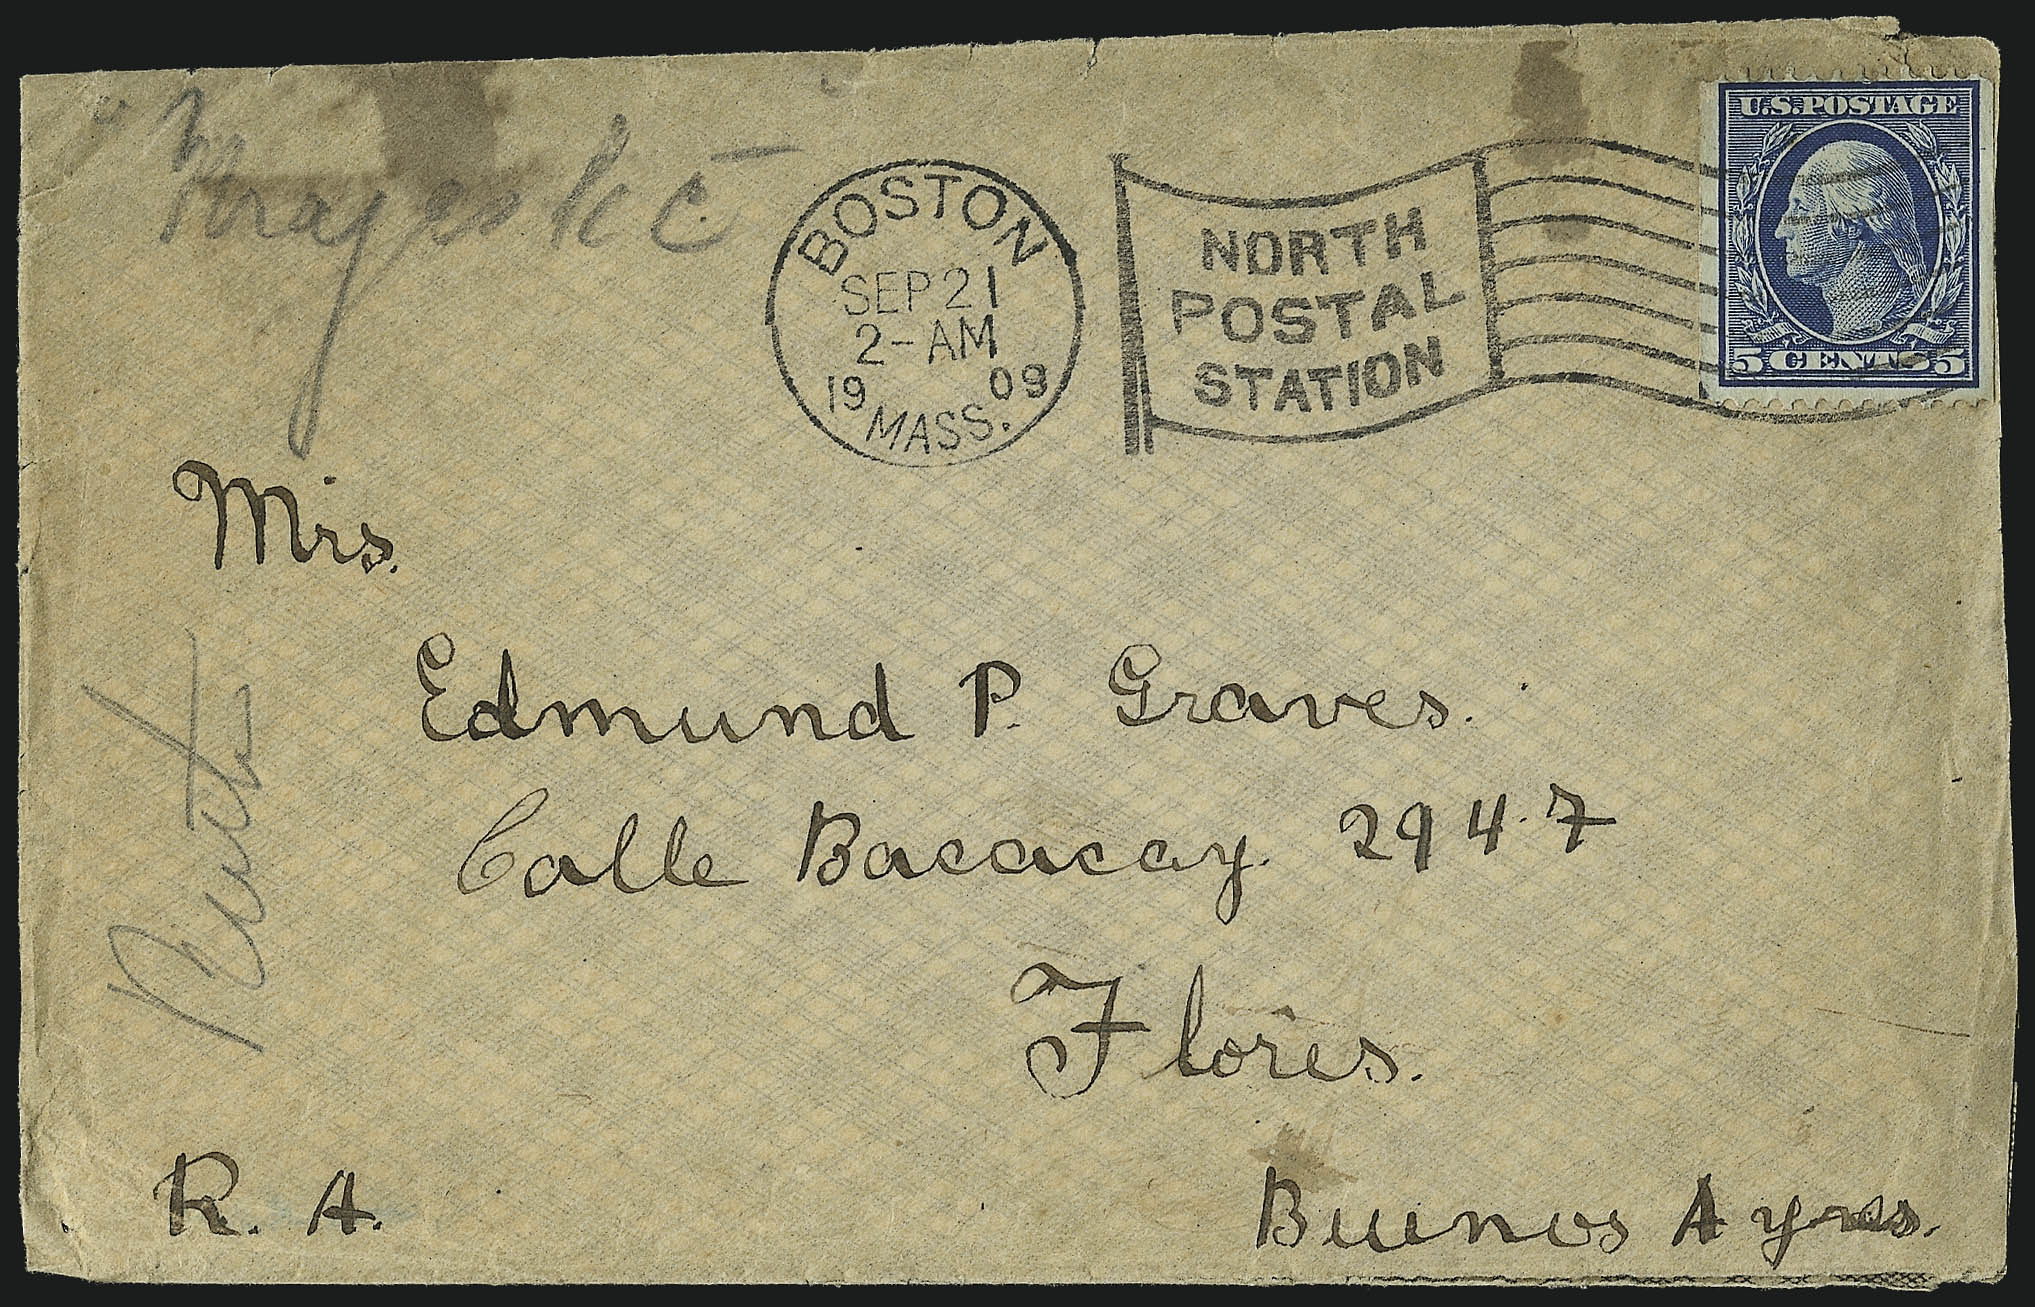 Majestic
BOSTON
SEP 21
2-AM
19 09
MASS.
NORTH
POSTAL
STATION
U.S. POSTAGE
5 CENTS 5
Mrs.
Edmund P. Graves.
Calle Bacacay. 2947
Flores.
R. A.
Buenos Ayres.